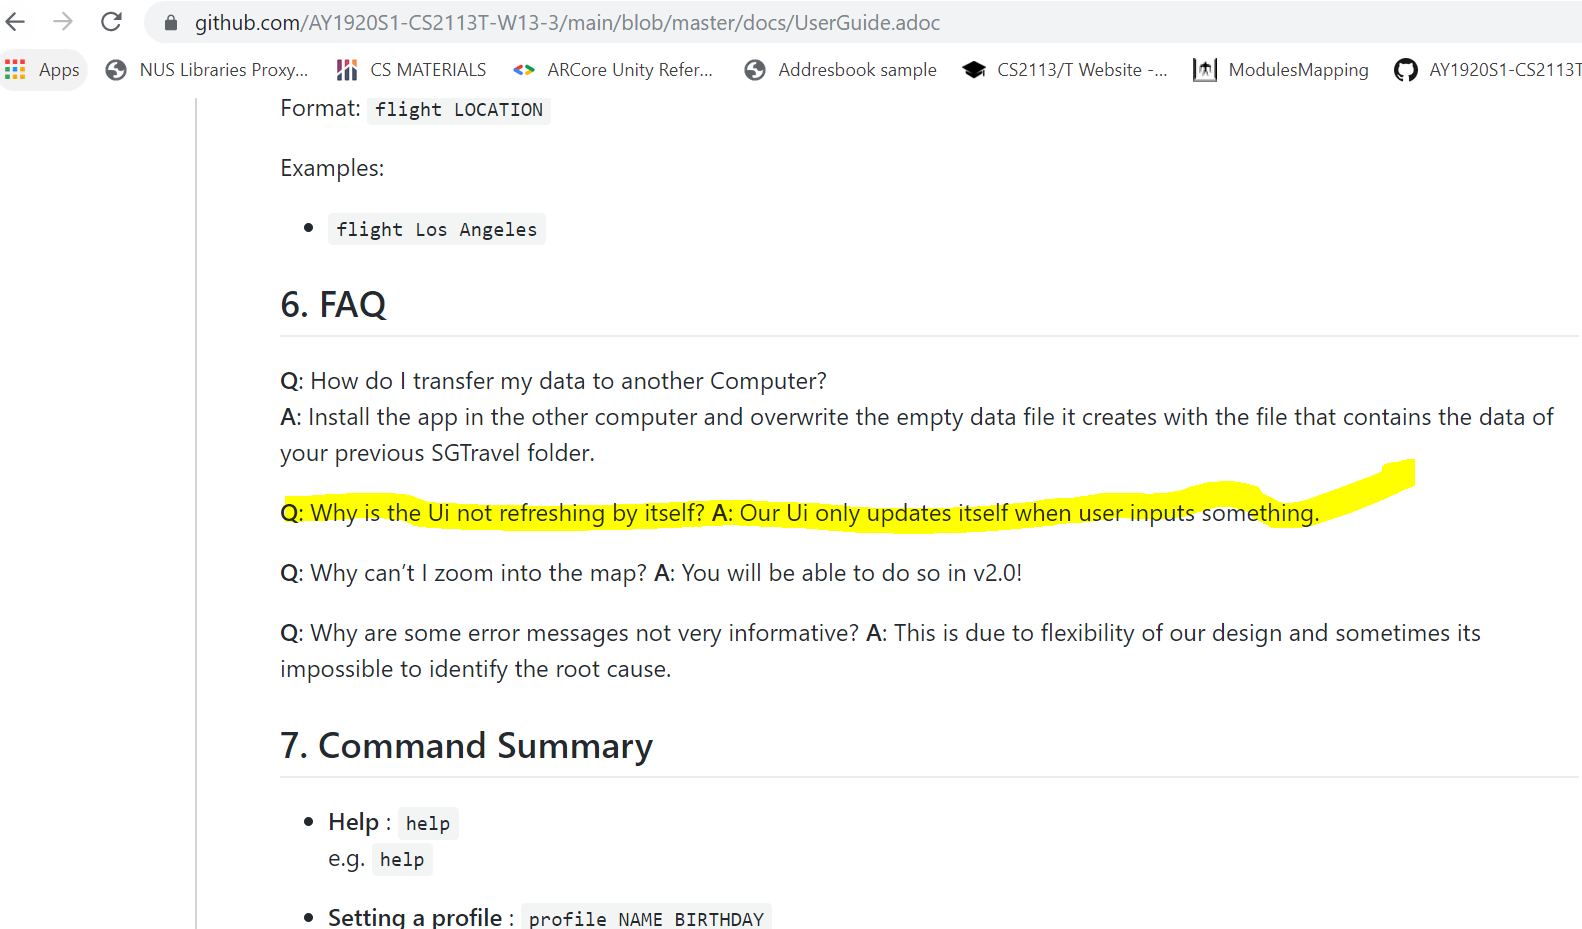 github.com/AY1920S1-CS2113T-W13-3/main/blob/master/docs/UserGuide.adoc
Apps NUS Libraries Proxy... CS MATERIALS ARCore Unity Refer... Addresbook sample CS2113/T Website -... ModulesMapping AY1920S1-CS2113T
Format: flight LOCATION
Examples:
• flight Los Angeles
6. FAQ
Q: How do I transfer my data to another Computer?
A: Install the app in the other computer and overwrite the empty data file it creates with the file that contains the data of
your previous SGTravel folder.
Q: Why is the Ui not refreshing by itself? A: Our Ui only updates itself when user inputs something.
Q: Why can’t I zoom into the map? A: You will be able to do so in v2.0!
Q: Why are some error messages not very informative? A: This is due to flexibility of our design and sometimes its
impossible to identify the root cause.
7. Command Summary
• Help : help
e.g. help
• Setting a profile : profile NAME BIRTHDAY